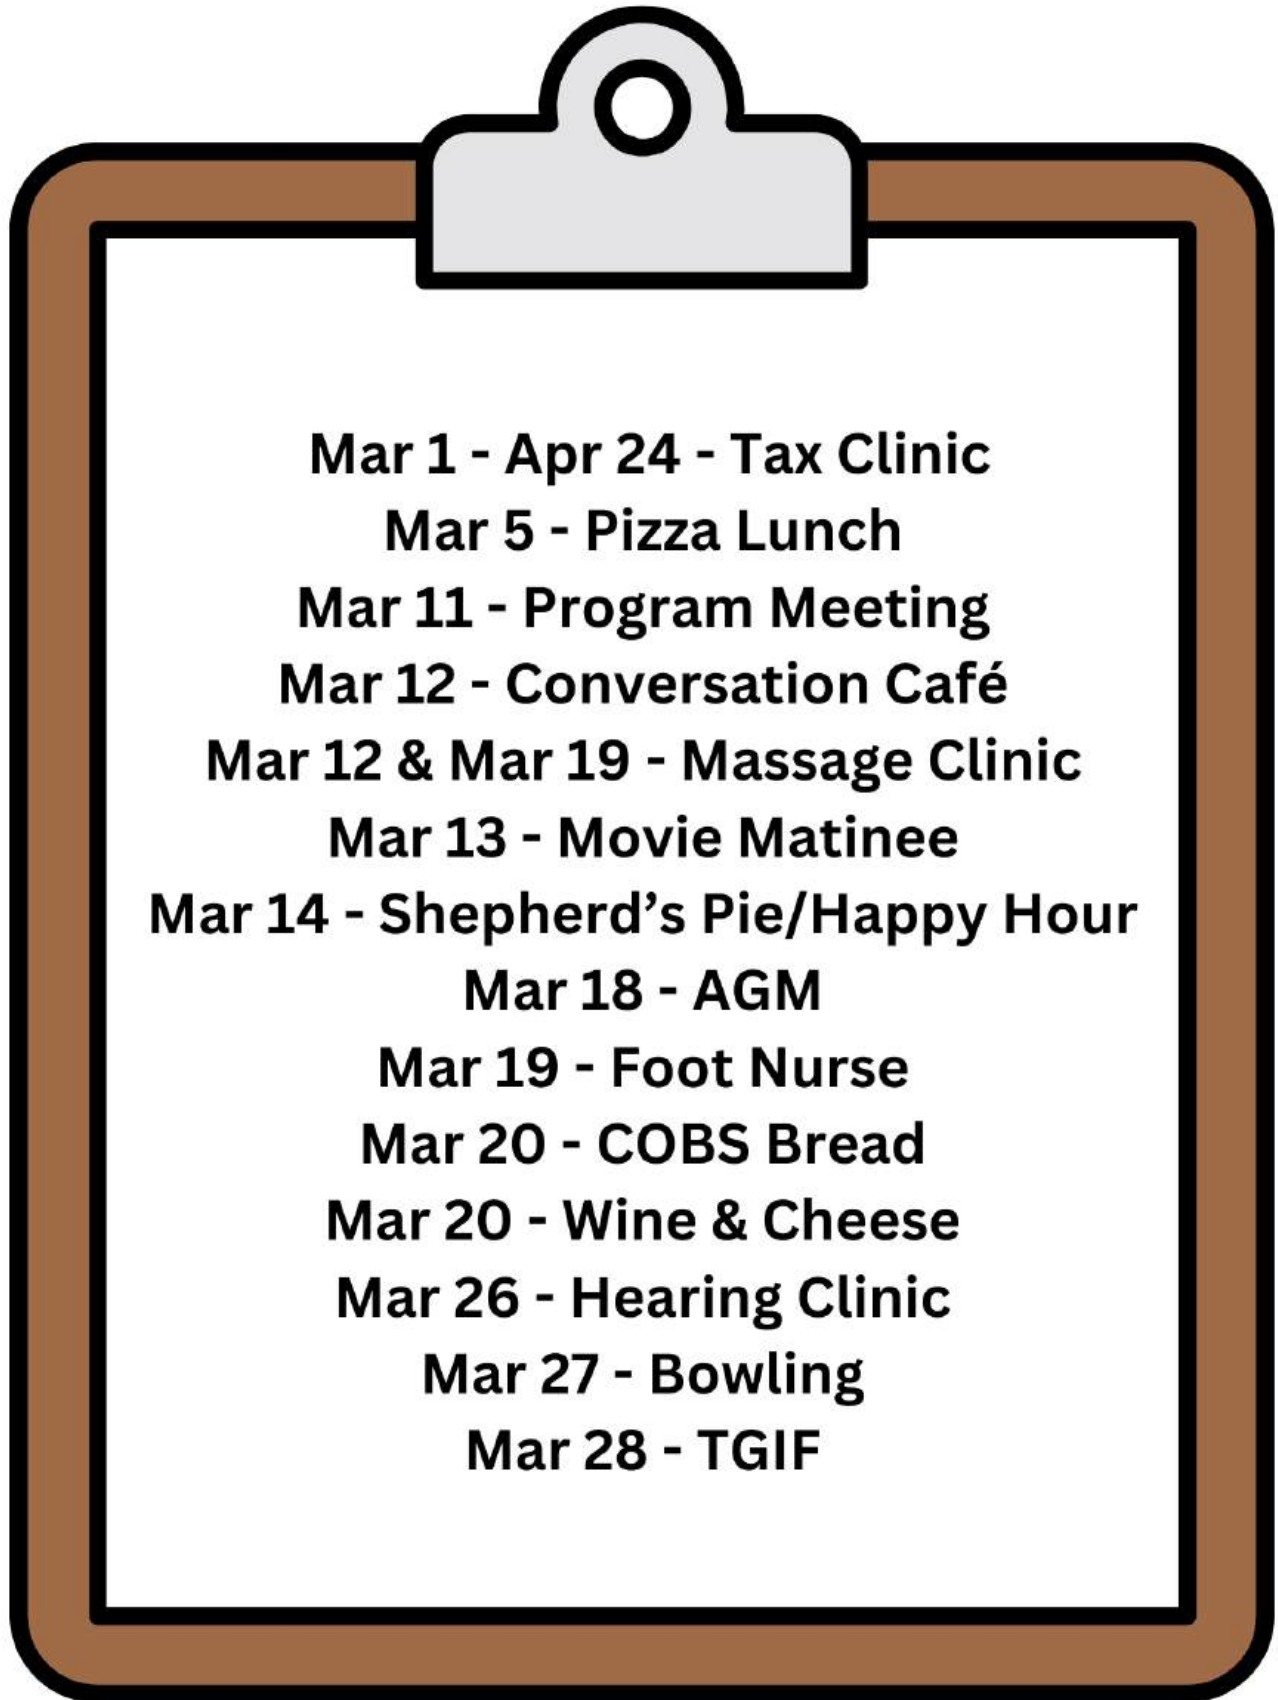 Mar 1 - Apr 24 - Tax Clinic
Mar 5 - Pizza Lunch
Mar 11 - Program Meeting
Mar 12 - Conversation Café
Mar 12 & Mar 19 - Massage Clinic
Mar 13 - Movie Matinee
Mar 14 - Shepherd’s Pie/Happy Hour
Mar 18 - AGM
Mar 19 - Foot Nurse
Mar 20 - COBS Bread
Mar 20 - Wine & Cheese
Mar 26 - Hearing Clinic
Mar 27 - Bowling
Mar 28 - TGIF